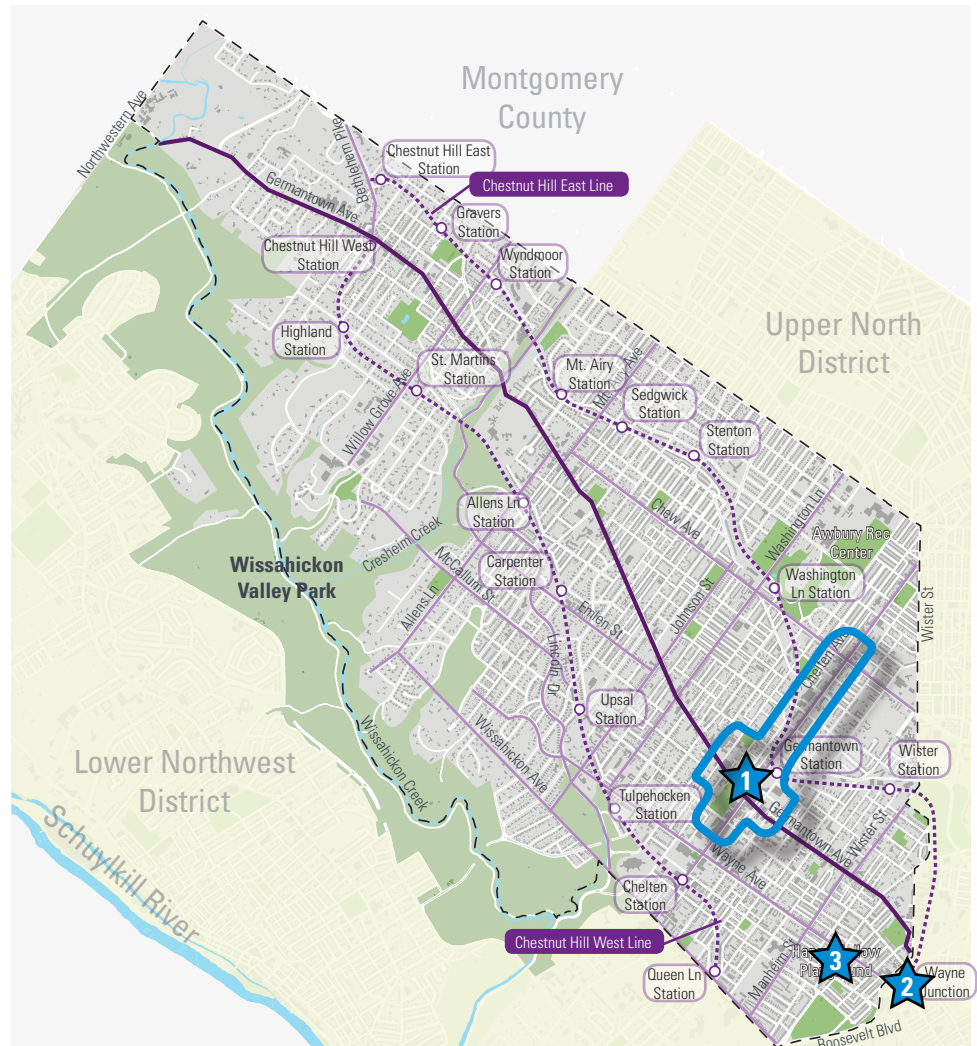 Montgomery
County
Northwestern Ave
Bethlehem Pike
Chestnut Hill East
Station
Chestnut Hill East Line
Germantown Ave
Gravers
Station
Chestnut Hill West
Station
Wyndmoor
Station
Upper North
District
Highland
Station
St. Martins
Station
Willow Grove Ave
Mt. Airy
Station
Ave
Sedgwick
Station
Stenton
Station
Allens Ln
Station
Chew Ave
Washington Ln
Awbury Rec
Center
Cresheim Creek
Wissahickon
Valley Park
McCallum St
Carpenter
Station
Allens Ln
Emlen St
Johnson St
Washington
Ln Station
Wister St
Lincoln Dr
Chelten Ave
Upsal
Station
Wissahickon Ave
Wissahickon Creek
Lower Northwest
District
Germantown
Station
Wister
Station
1
Tulpehocken
Station
Germantown Ave
Wister St
Wayne Ave
Schuylkill River
Chelten
Station
Chestnut Hill West Line
Manheim St
3
Queen Ln
Station
2
Wayne
Junction
Roosevelt Blvd